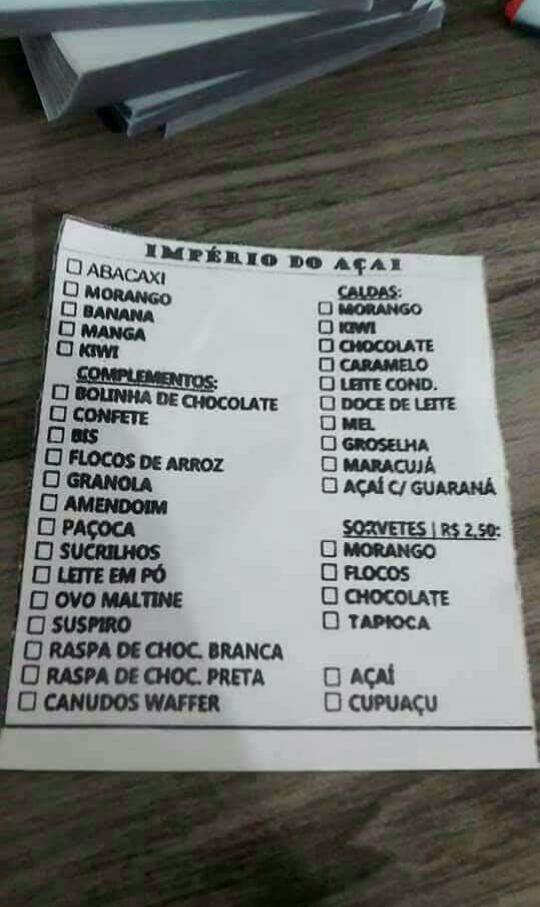 IMPÉRIO DO AÇAI
☐ ABACAXI
☐ MORANGO
☐ BANANA
☐ MANGA
☐ KIWI
COMPLEMENTOS:
☐ BOLINHA DE CHOCOLATE
☐ CONFETE
☐ BIS
☐ FLOCOS DE ARROZ
☐ GRANOLA
☐ AMENDOIM
☐ PAÇOCA
☐ SUCRILHOS
☐ LEITE EM PÓ
☐ OVO MALTINE
☐ SUSPIRO
☐ RASPA DE CHOC. BRANCA
☐ RASPA DE CHOC. PRETA
☐ CANUDOS WAFFER
CALDAS:
☐ MORANGO
☐ KIWI
☐ CHOCOLATE
☐ CARAMELO
☐ LEITE COND.
☐ DOCE DE LEITE
☐ MEL
☐ GROSELHA
☐ MARACUJÁ
☐ AÇAÍ C/ GUARANÁ
SORVETES | R$ 2,50:
☐ MORANGO
☐ FLOCOS
☐ CHOCOLATE
☐ TAPIOCA
☐ AÇAÍ
☐ CUPUAÇU